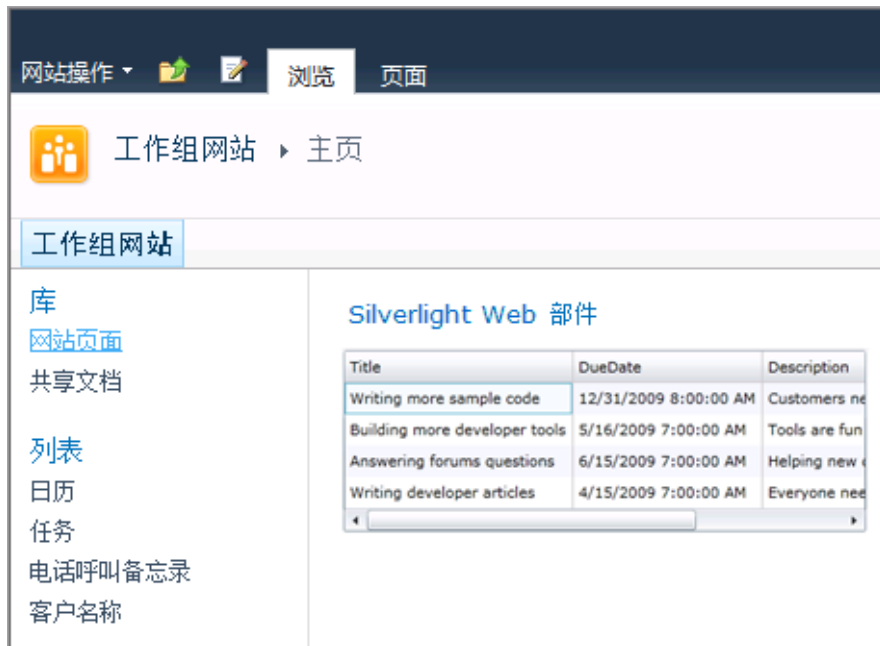 网站操作 浏览 页面
工作组网站 主页
工作组网站
库
网站页面
共享文档
列表
日历
任务
电话呼叫备忘录
客户名称
Silverlight Web 部件
Title DueDate Description
Writing more sample code 12/31/2009 8:00:00 AM Customers
Building more developer tools 5/16/2009 7:00:00 AM Tools are fun
Answering forums questions 6/15/2009 7:00:00 AM Helping new
Writing developer articles 4/15/2009 7:00:00 AM Everyone